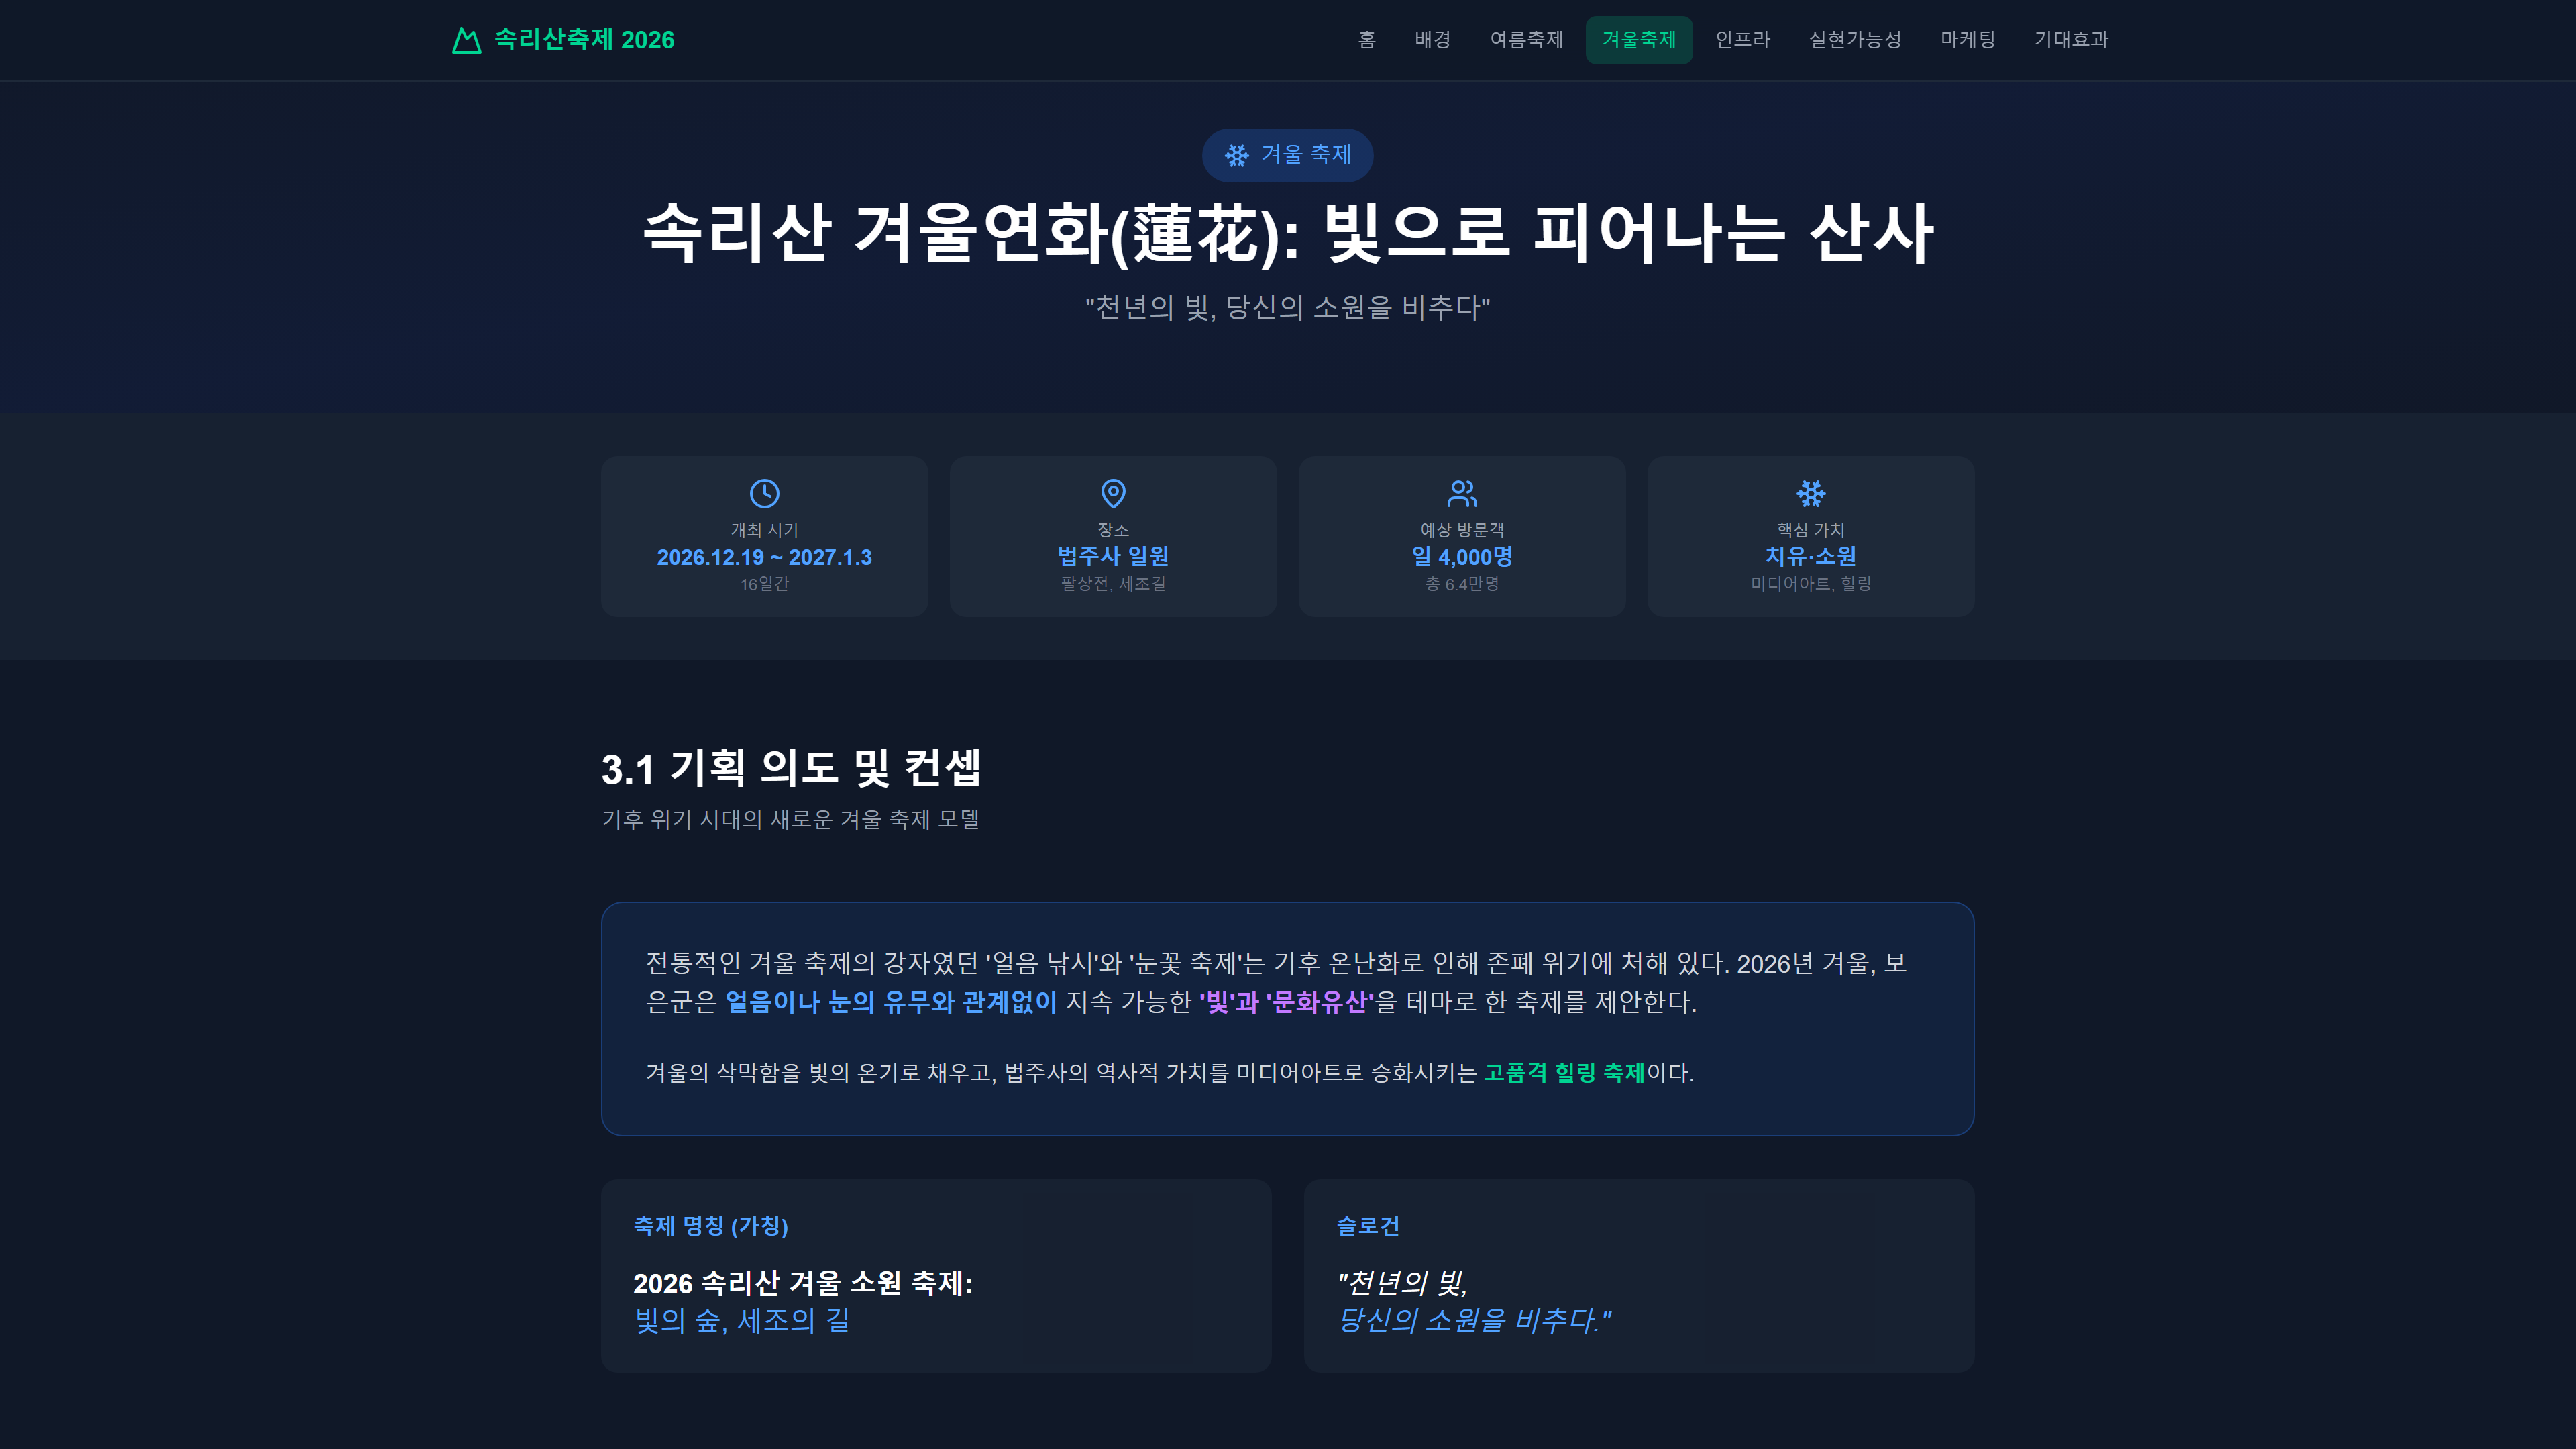 속리산축제 2026
홈 배경 여름축제 겨울축제 인프라 실현가능성 마케팅 기대효과
겨울 축제
속리산 겨울연화(蓮花): 빛으로 피어나는 산사
"천년의 빛, 당신의 소원을 비추다"
개최 시기
2026.12.19 ~ 2027.1.3
16일간
장소
법주사 일원
팔상전, 세조길
예상 방문객
일 4,000명
총 6.4만명
핵심 가치
치유·소원
미디어아트, 힐링
3.1 기획 의도 및 컨셉
기후 위기 시대의 새로운 겨울 축제 모델
전통적인 겨울 축제의 강자였던 '얼음 낚시'와 '눈꽃 축제'는 기후 온난화로 인해 존폐 위기에 처해 있다. 2026년 겨울, 보
은군은 얼음이나 눈의 유무와 관계없이 지속 가능한 '빛'과 '문화유산'을 테마로 한 축제를 제안한다.
겨울의 삭막함을 빛의 온기로 채우고, 법주사의 역사적 가치를 미디어아트로 승화시키는 고품격 힐링 축제이다.
축제 명칭 (가칭)
2026 속리산 겨울 소원 축제:
빛의 숲, 세조의 길
슬로건
"천년의 빛,
당신의 소원을 비추다."